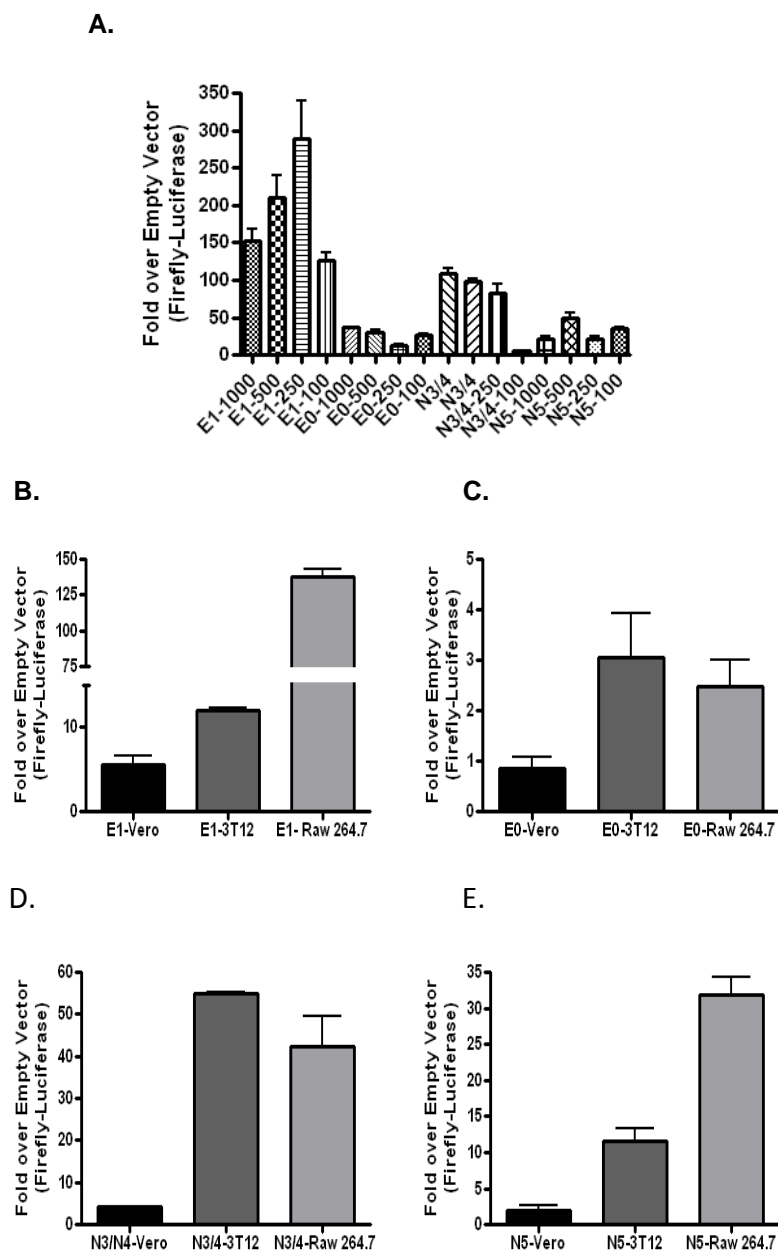 A.
Fold over Empty Vector
(Firefly-Luciferase)
350
300
250
200
150
100
50
0
E1-1000
E1-500
E1-250
E1-100
E0-1000
E0-500
E0-250
E0-100
N3/4
N3/4
N3/4-250
N3/4-100
N5-1000
N5-500
N5-250
N5-100
B.
Fold over Empty Vector
(Firefly-Luciferase)
150
125
100
75
10
0
E1-Vero
E1-3T12
E1- Raw 264.7
C.
Fold over Empty Vector
(Firefly-Luciferase)
5
4
3
2
1
0
E0-Vero
E0-3T12
E0-Raw 264.7
D.
Fold over Empty Vector
(Firefly-Luciferase)
60
50
40
30
20
10
0
N3/N4-Vero
N3/4-3T12
N3/4-Raw 264.7
E.
Fold over Empty Vector
(Firefly-Luciferase)
35
30
25
20
15
10
5
0
N5-Vero
N5-3T12
N5-Raw 264.7